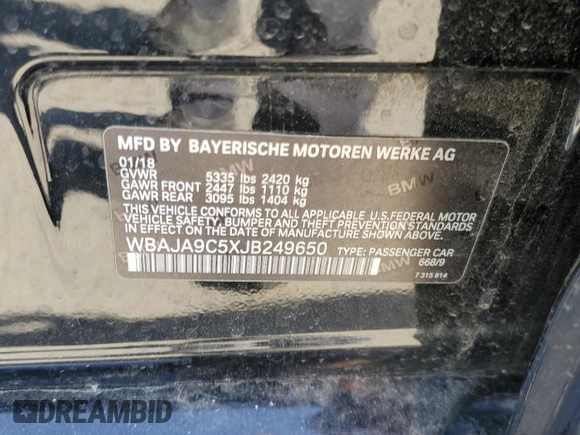 MFD BY BAYERISCHE MOTOREN WERKE AG
01/18
GVWR 5335 lbs 2420 kg
GAWR FRONT 2447 lbs 1110 kg
GAWR REAR 3095 lbs 1404 kg
THIS VEHICLE CONFORMS TO ALL APPLICABLE U.S. FEDERAL MOTOR
VEHICLE SAFETY, BUMPER AND THEFT PREVENTION STANDARDS
IN EFFECT ON THE DATE OF MANUFACTURE SHOWN ABOVE.
WBAJA9C5XJB249650 TYPE: PASSENGER CAR
668/9
7 315 814
DREAMBID